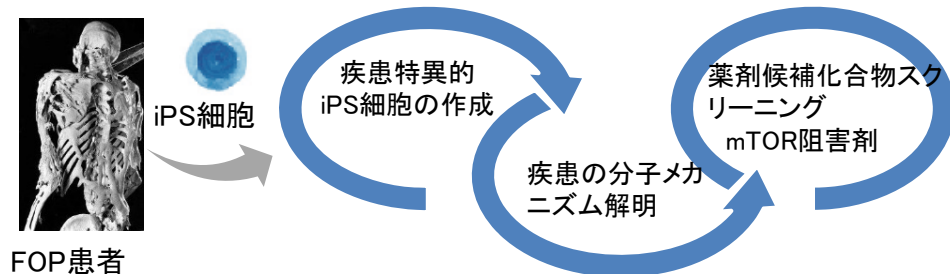 iPS細胞
FOP患者
疾患特異的
iPS細胞の作成
疾患の分子メカ
ニズム解明
薬剤候補化合物スク
リーニング
mTOR阻害剤